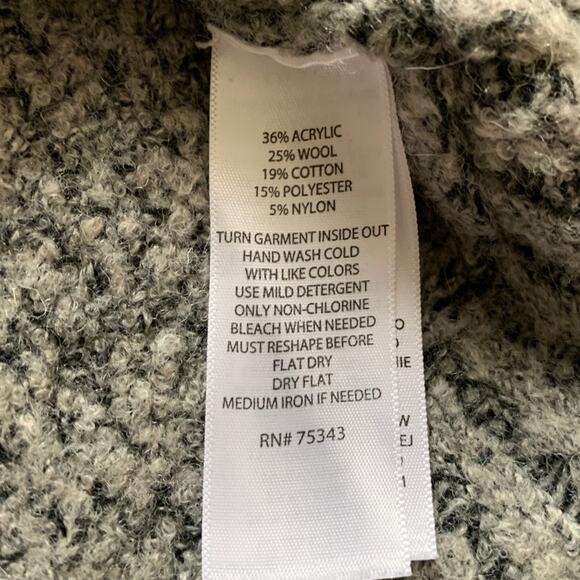 36% ACRYLIC
25% WOOL
19% COTTON
15% POLYESTER
5% NYLON
TURN GARMENT INSIDE OUT
HAND WASH COLD
WITH LIKE COLORS
USE MILD DETERGENT
ONLY NON-CHLORINE
BLEACH WHEN NEEDED
MUST RESHAPE BEFORE
FLAT DRY
DRY FLAT
MEDIUM IRON IF NEEDED
RN# 75343